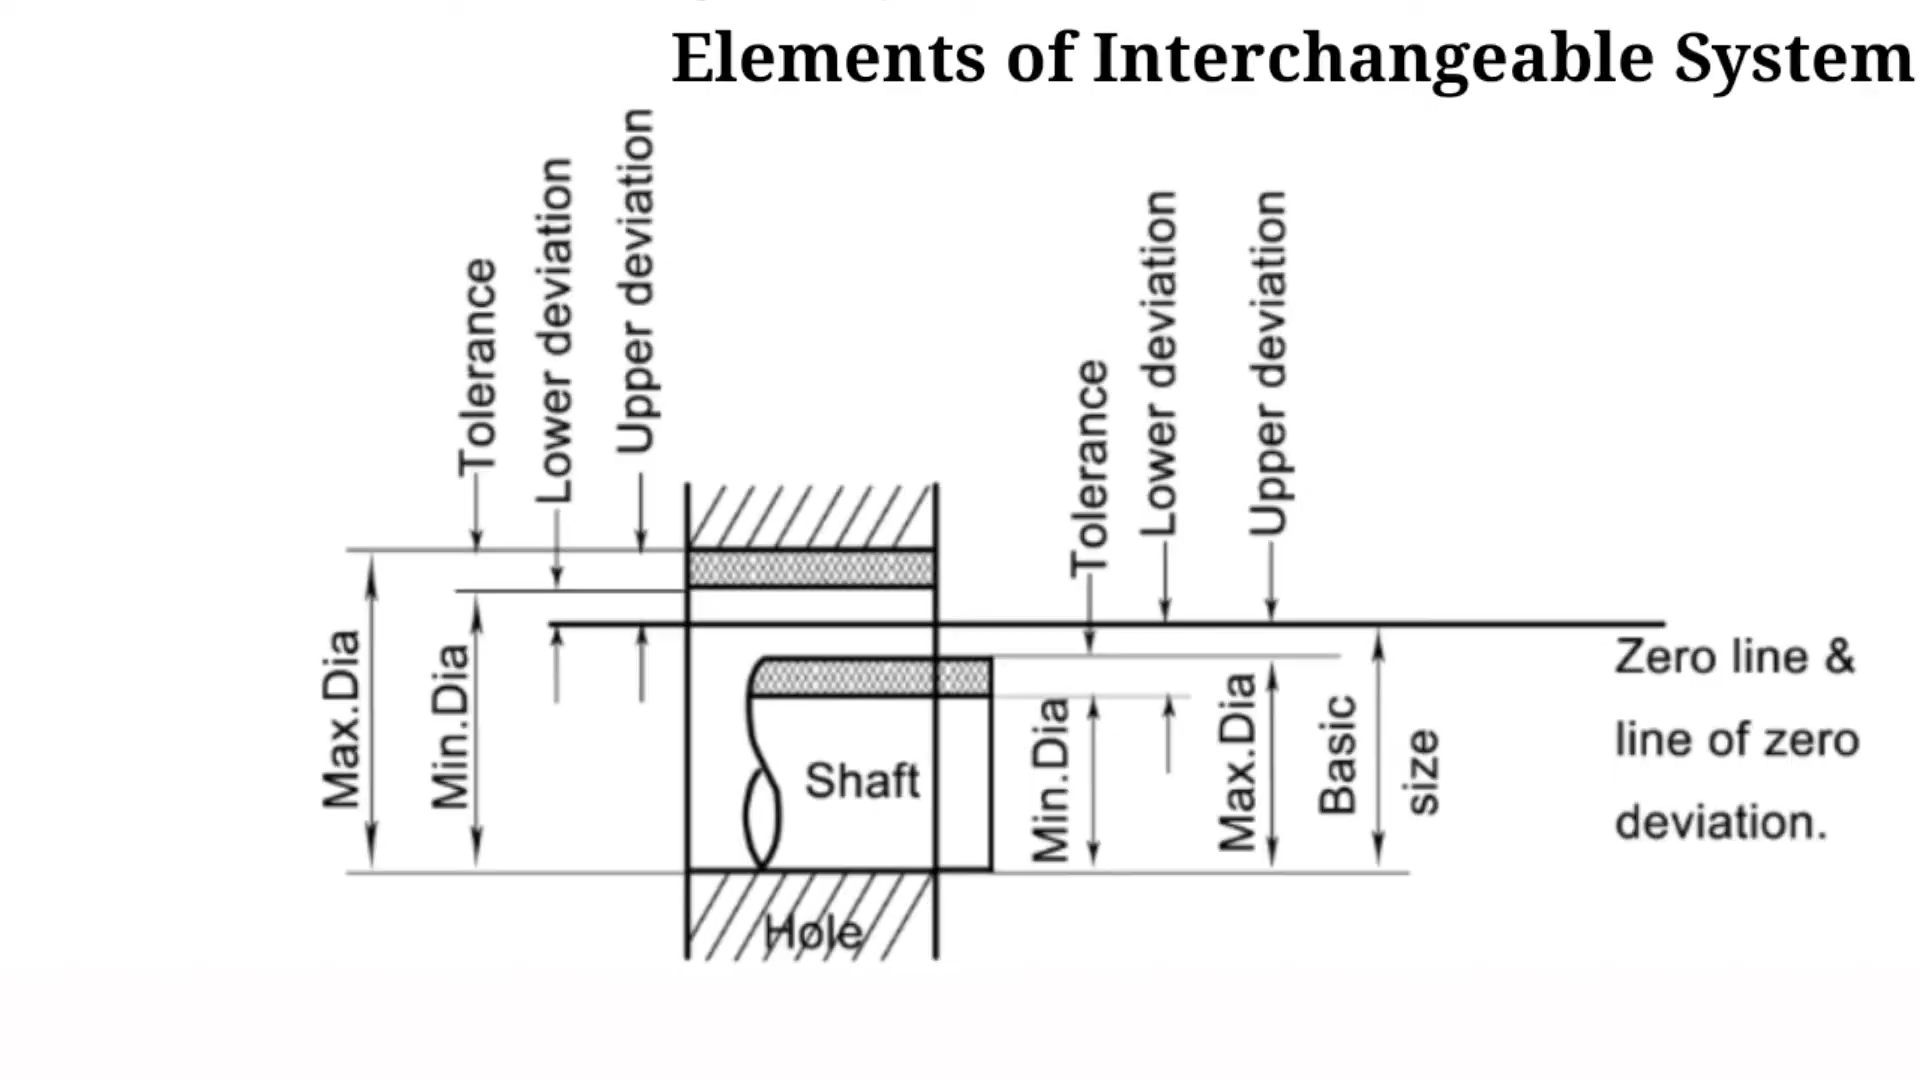 Elements of Interchangeable System
Tolerance
Lower deviation
Upper deviation
Tolerance
Lower deviation
Upper deviation
Max.Dia
Min.Dia
Shaft
Min.Dia
Max.Dia
Basic
size
Zero line &
line of zero
deviation.
Hole